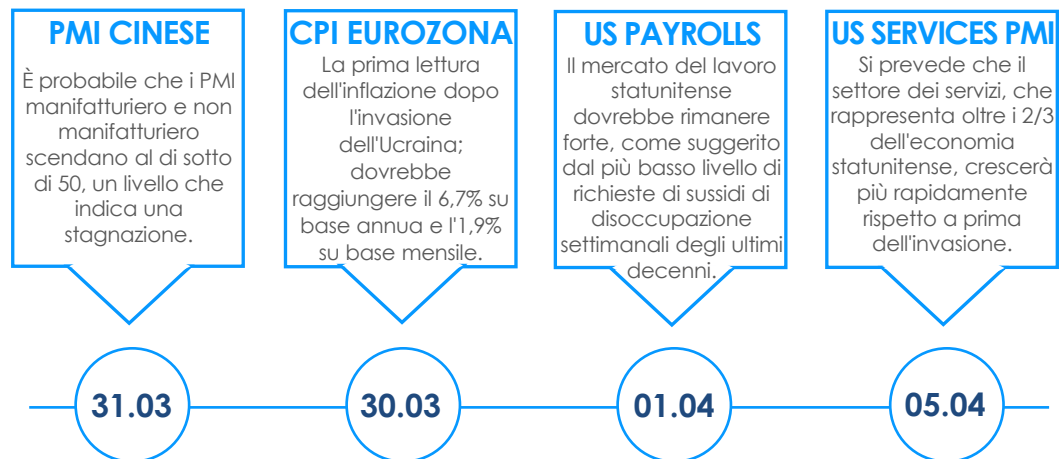 PMI CINESE
È probabile che i PMI
manifatturiero e non
manifatturiero
scendano al di sotto
di 50, un livello che
indica una
stagnazione.
31.03
CPI EUROZONA
La prima lettura
dell'inflazione dopo
l'invasione
dell'Ucraina;
dovrebbe
raggiungere il 6,7% su
base annua e l'1,9%
su base mensile.
30.03
US PAYROLLS
Il mercato del lavoro
statunitense
dovrebbe rimanere
forte, come suggerito
dal più basso livello di
richieste di sussidi di
disoccupazione
settimanali degli ultimi
decenni.
01.04
US SERVICES PMI
Si prevede che il
settore dei servizi, che
rappresenta oltre i 2/3
dell'economia
statunitense, crescerà
più rapidamente
rispetto a prima
dell'invasione.
05.04